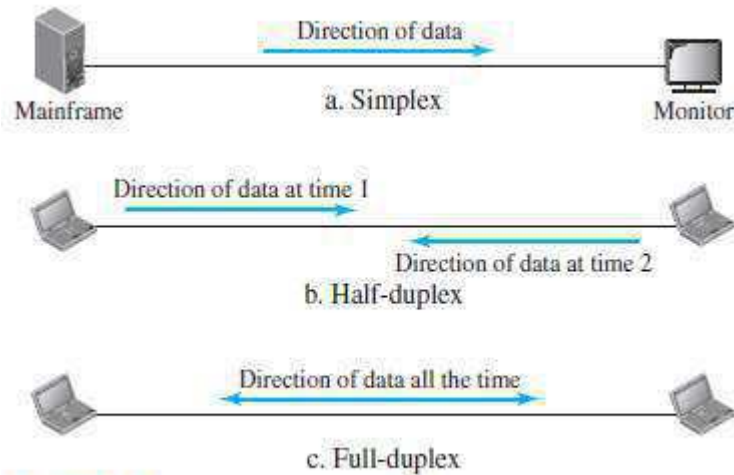 Direction of data
Mainframe
a. Simplex
Monitor
Direction of data at time 1
Direction of data at time 2
b. Half-duplex
Direction of data all the time
c. Full-duplex